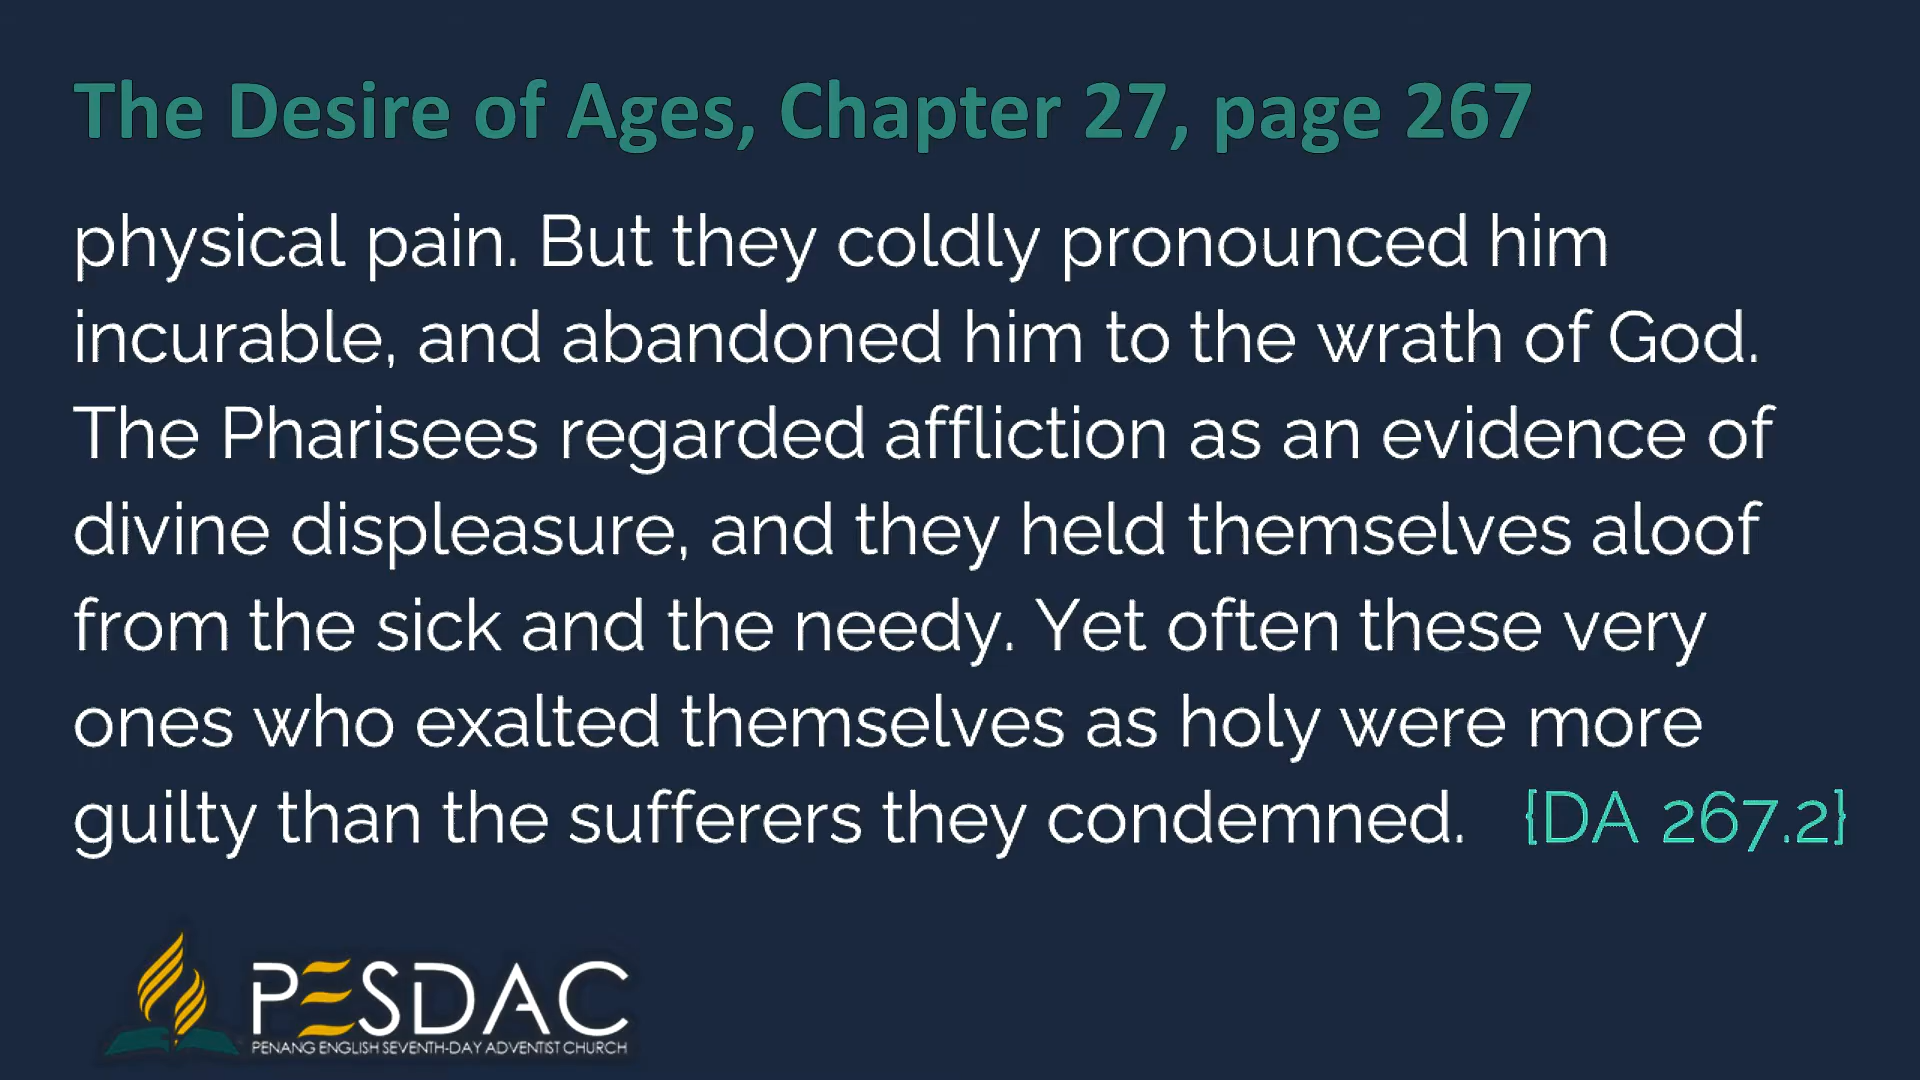 The Desire of Ages, Chapter 27, page 267
physical pain. But they coldly pronounced him
incurable, and abandoned him to the wrath of God.
The Pharisees regarded affliction as an evidence of
divine displeasure, and they held themselves aloof
from the sick and the needy. Yet often these very
ones who exalted themselves as holy were more
guilty than the sufferers they condemned. {DA 267.2}
PESDAC
PENANG ENGLISH SEVENTH-DAY ADVENTIST CHURCH